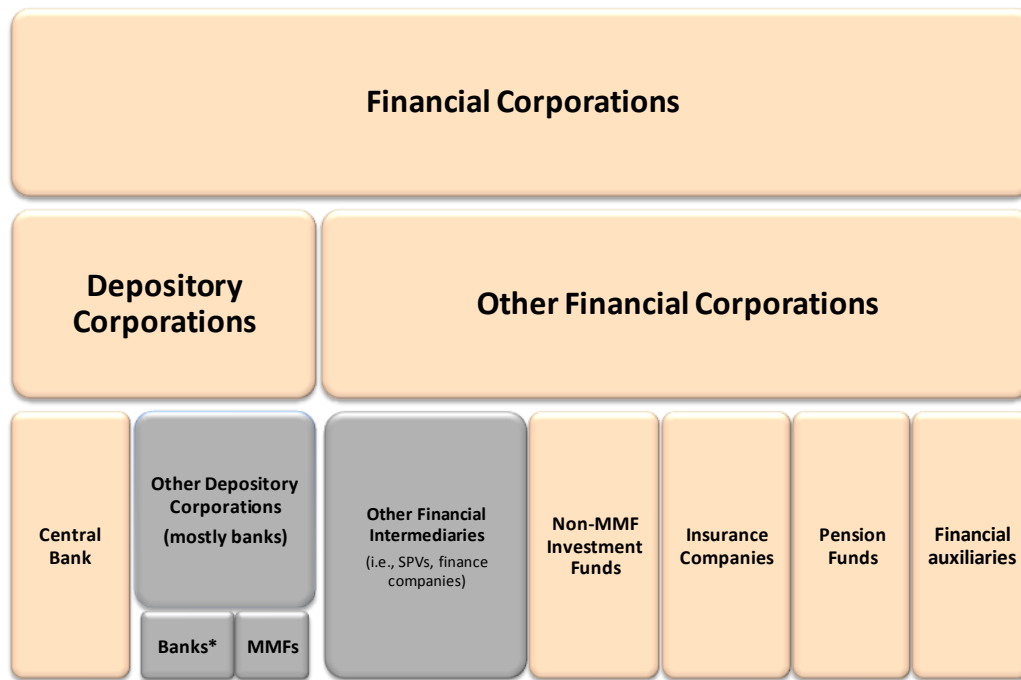 Financial Corporations
Depository
Corporations
Other Financial Corporations
Central
Bank
Other Depository
Corporations
(mostly banks)
Banks*
MMFs
Other Financial
Intermediaries
(i.e., SPVs, finance
companies)
Non-MMF
Investment
Funds
Insurance
Companies
Pension
Funds
Financial
auxiliaries